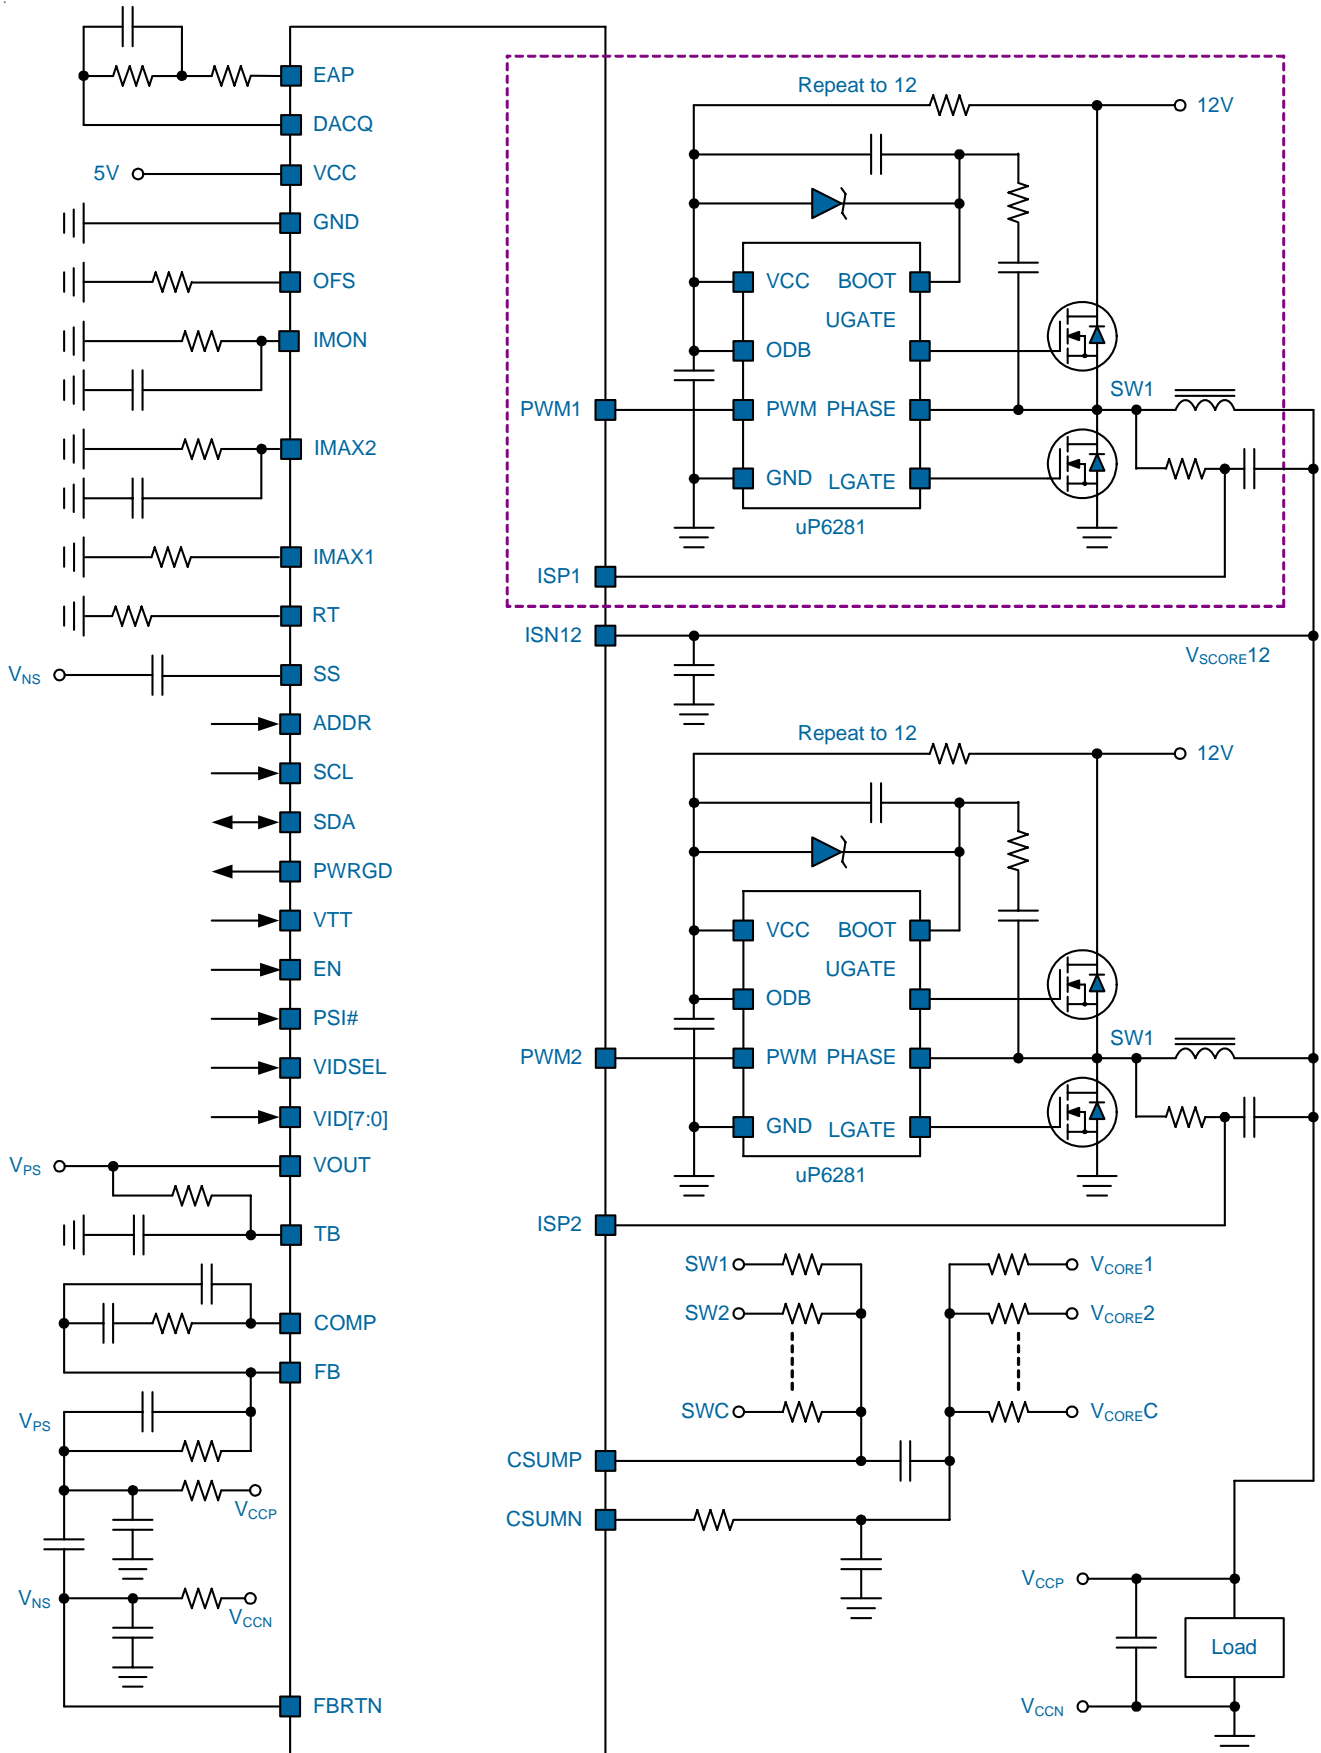 EAP
DACQ
5V VCC
GND
OFS
IMON
IMAX2
IMAX1
RT
VNS SS
ADDR
SCL
SDA
PWRGD
VTT
EN
PSI#
VIDSEL
VID[7:0]
VPS VOUT
TB
COMP
FB
VPS
VCCP
VNS
VCCN
FBRTN
Repeat to 12
12V
VCC BOOT
UGATE
ODB
SW1
PWM1 PWM PHASE
GND LGATE
uP6281
ISP1
ISN12
VSCORE12
Repeat to 12
12V
VCC BOOT
UGATE
ODB
SW1
PWM2 PWM PHASE
GND LGATE
uP6281
ISP2
SW1 VCORE1
SW2 VCORE2
SWC VCOREC
CSUMP
CSUMN
VCCP
Load
VCCN